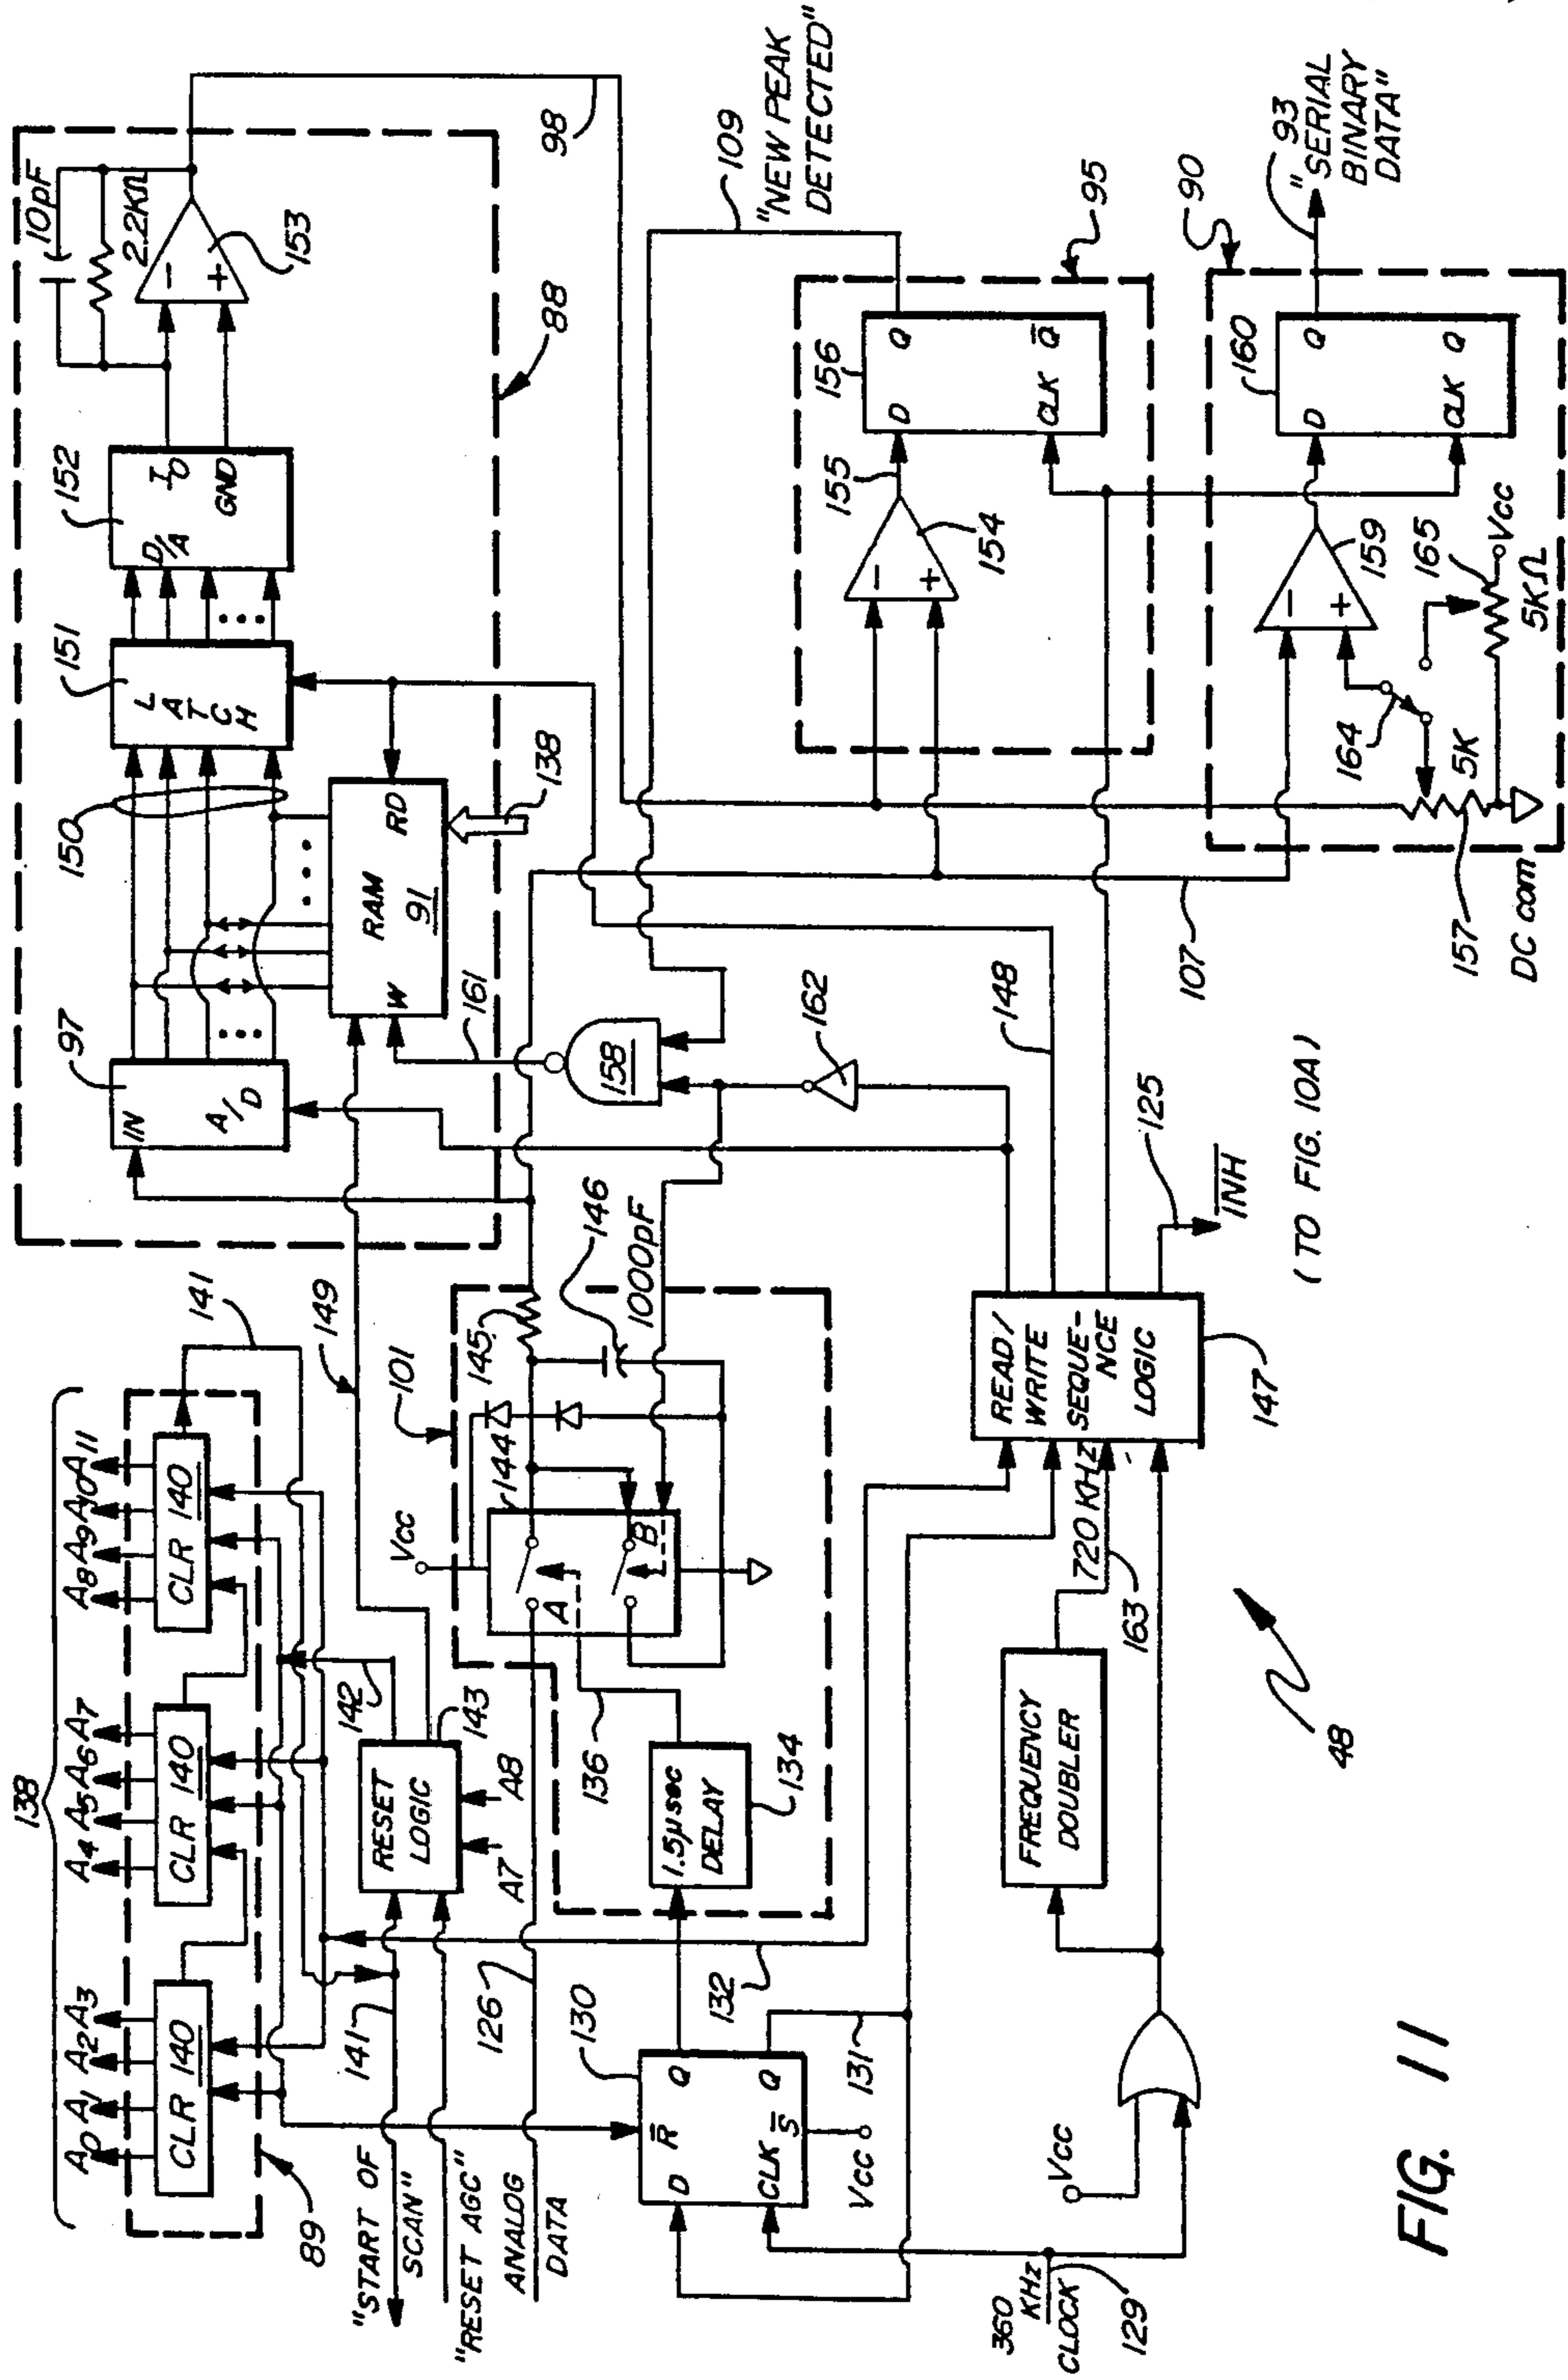 138
A0 A1 A2 A3
A4 A5 A6 A7
A8 A9 A10 A11
CLR 140
CLR 140
CLR 140
89
141
"START OF
SCAN"
141
"RESET AGC"
ANALOG
DATA
126
RESET
LOGIC
A7
A8
142
143
149
101
Vcc
144
A
B
145
146
1000pF
136
1.5µsec
DELAY
134
130
R
D
Q
CLK
S
Q
Vcc
131
132
360
KHz
CLOCK
129
Vcc
FREQUENCY
DOUBLER
720 KHz
163
READ/
WRITE
SEQUE-
NCE
LOGIC
147
125
INH
(TO FIG. 10A)
148
162
158
161
97
IN
A/D
150
RAM
91
W
RD
138
151
LATCH
152
D/A
IO
GND
10pF
2.2KΩ
-
+
153
88
98
109
"NEW PEAK
DETECTED"
95
-
+
154
155
156
D
Q
CLK
Q
107
90
-
+
159
160
D
Q
CLK
Q
93
"SERIAL
BINARY
DATA"
164
165
Vcc
5KΩ
5K
157
DC com
48
FIG. 11